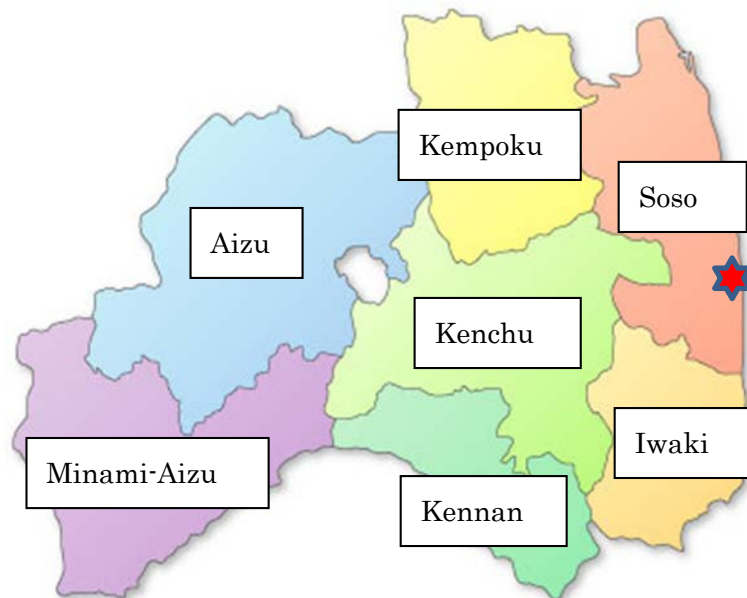 Kempoku
Soso
Aizu
Kenchu
Iwaki
Minami-Aizu
Kennan